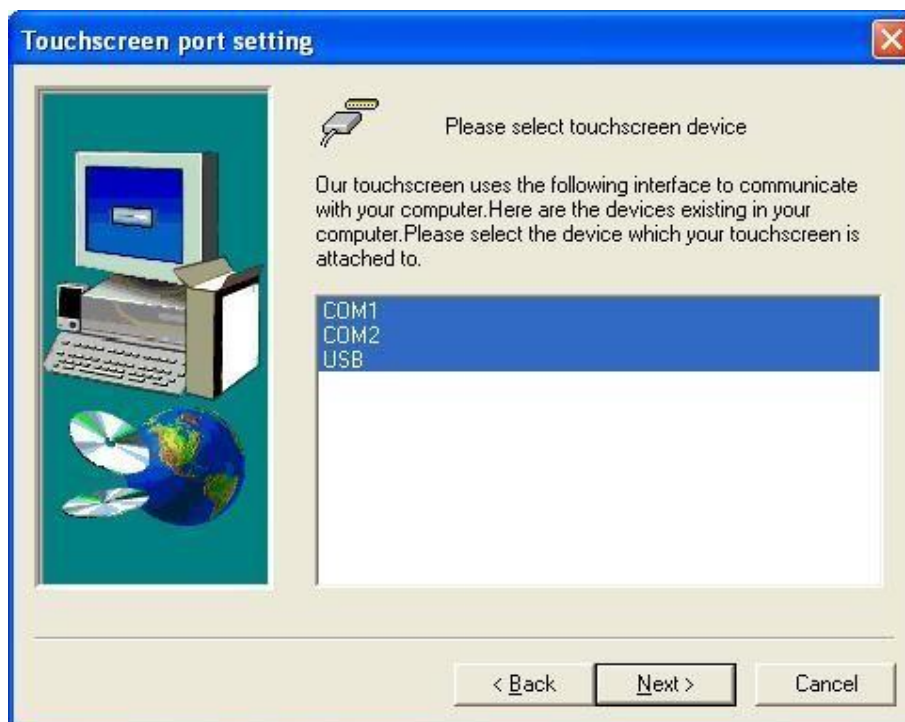 Touchscreen port setting
Please select touchscreen device
Our touchscreen uses the following interface to communicate
with your computer.Here are the devices existing in your
computer.Please select the device which your touchscreen is
attached to.
COM1
COM2
USB
< Back
Next >
Cancel